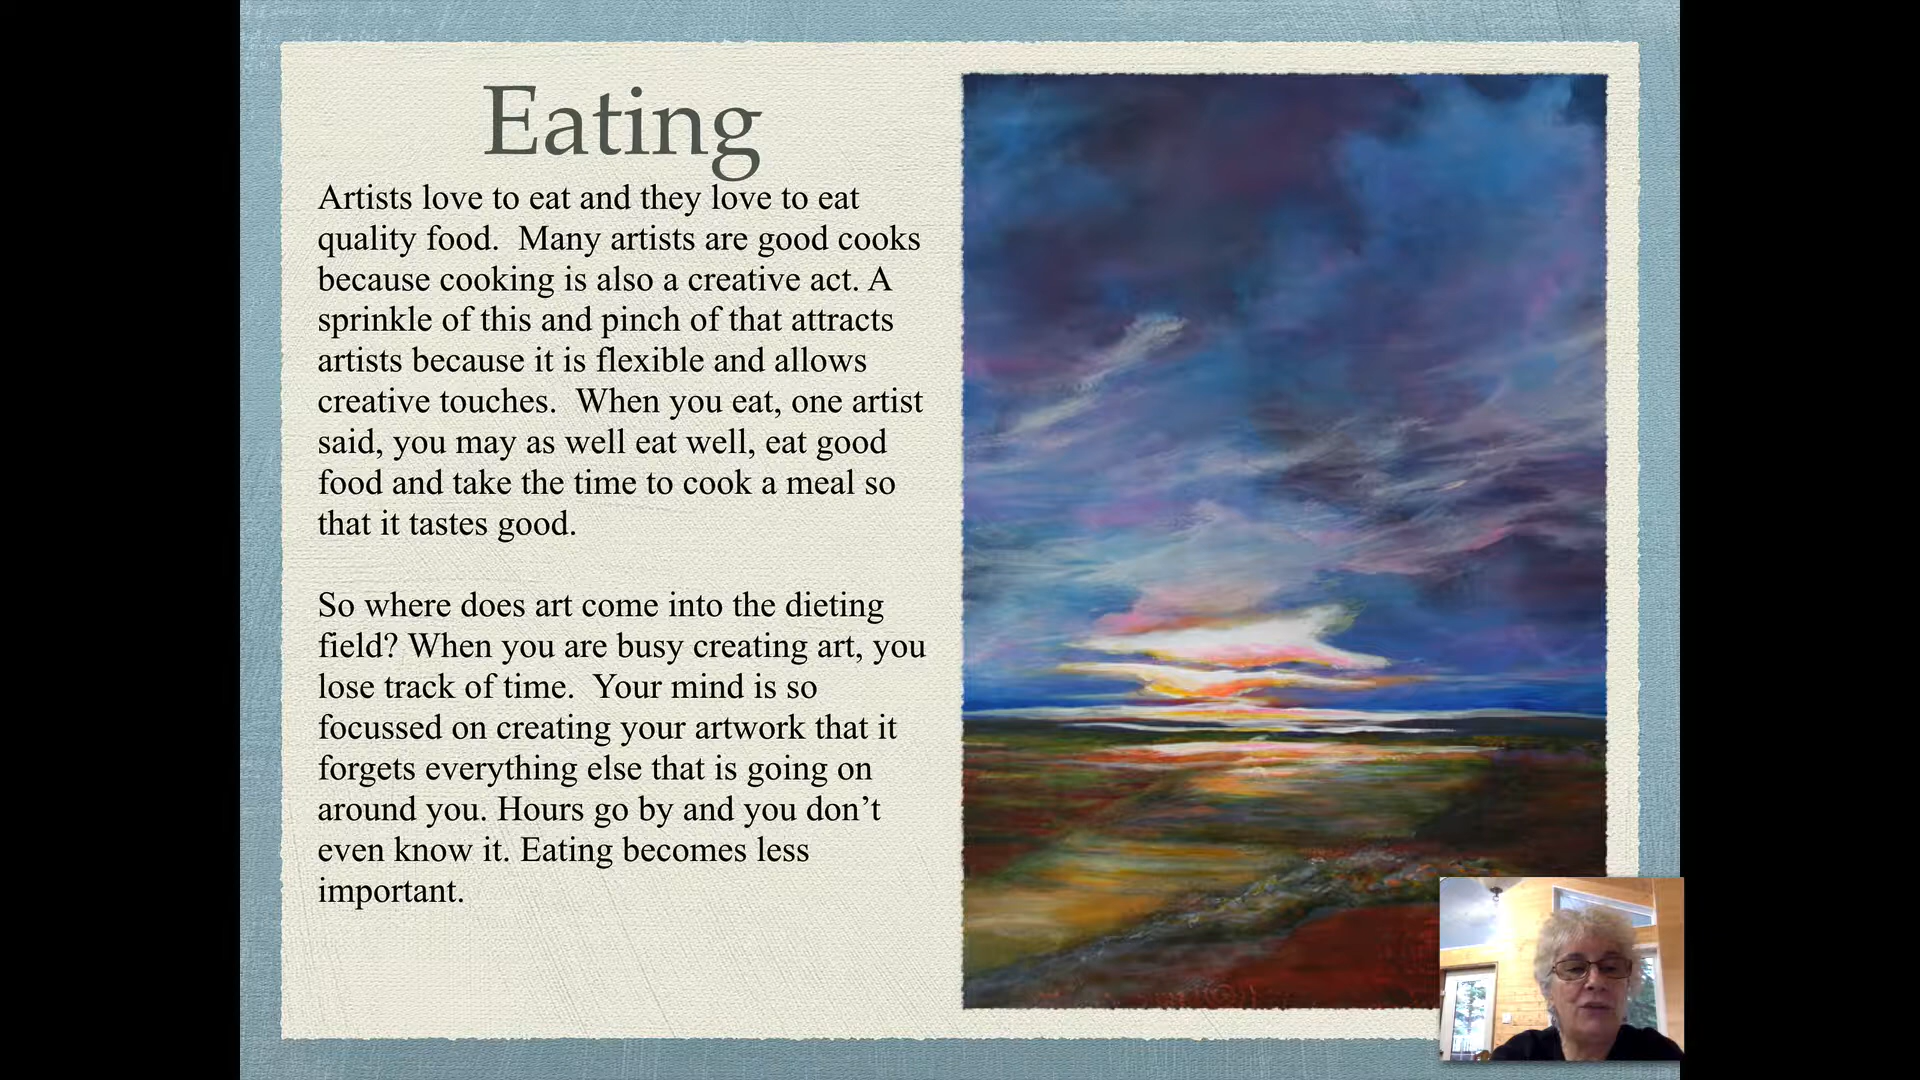 Eating
Artists love to eat and they love to eat
quality food.  Many artists are good cooks
because cooking is also a creative act. A
sprinkle of this and pinch of that attracts
artists because it is flexible and allows
creative touches.  When you eat, one artist
said, you may as well eat well, eat good
food and take the time to cook a meal so
that it tastes good.
So where does art come into the dieting
field? When you are busy creating art, you
lose track of time.  Your mind is so
focussed on creating your artwork that it
forgets everything else that is going on
around you. Hours go by and you don’t
even know it. Eating becomes less
important.